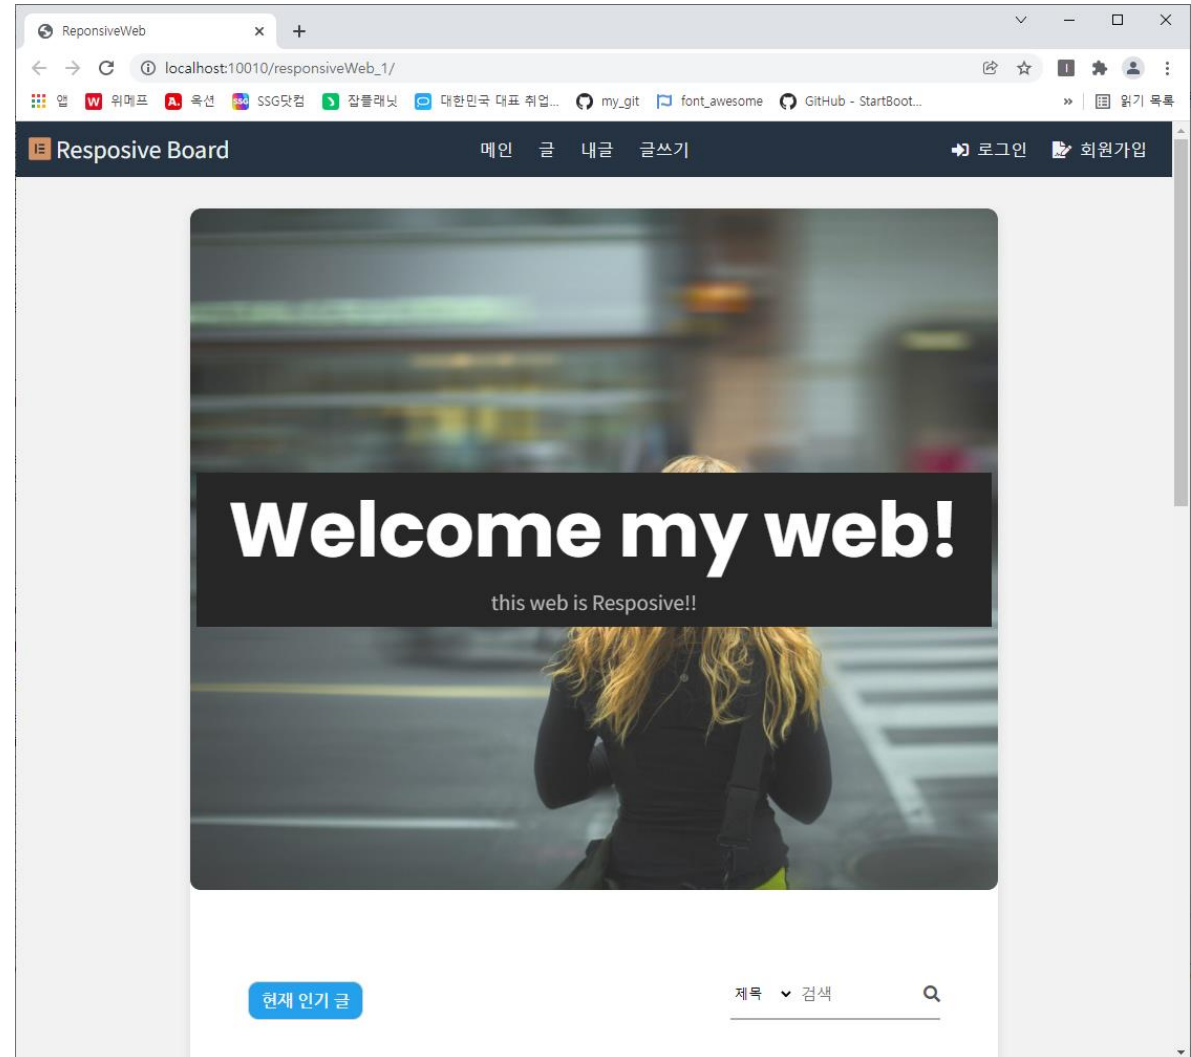 ReponsiveWeb
localhost:10010/responsiveWeb_1/
앱 위메프 옥션 SSG닷컴 잡플래닛 대한민국 대표 취업... my_git font_awesome GitHub - StartBoot... » 읽기 목록
Resposive Board 메인 글 내글 글쓰기 로그인 회원가입
Welcome my web!
this web is Resposive!!
현재 인기 글 제목 검색